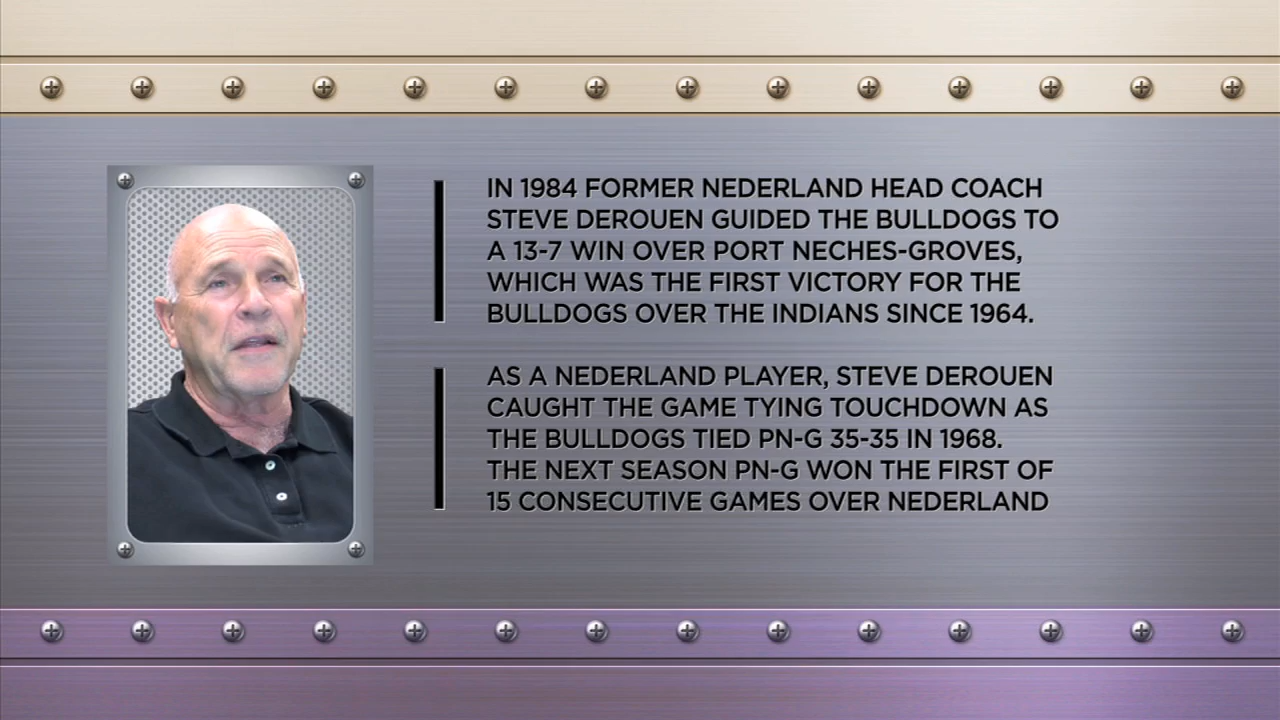 IN 1984 FORMER NEDERLAND HEAD COACH
STEVE DEROUEN GUIDED THE BULLDOGS TO
A 13-7 WIN OVER PORT NECHES-GROVES,
WHICH WAS THE FIRST VICTORY FOR THE
BULLDOGS OVER THE INDIANS SINCE 1964.
AS A NEDERLAND PLAYER, STEVE DEROUEN
CAUGHT THE GAME TYING TOUCHDOWN AS
THE BULLDOGS TIED PN-G 35-35 IN 1968.
THE NEXT SEASON PN-G WON THE FIRST OF
15 CONSECUTIVE GAMES OVER NEDERLAND